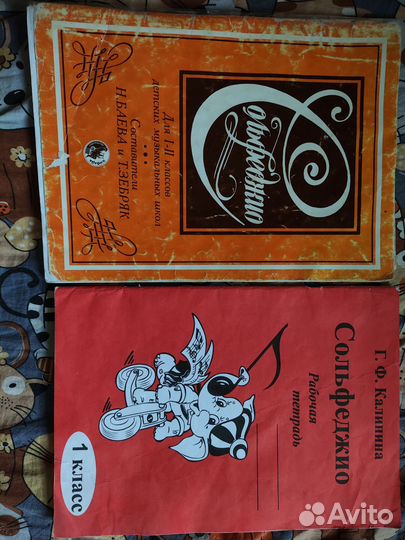 Сольфеджио
Для I-II классов
детских музыкальных школ
Составители
Н.БАЕВА и Т.ЗЕБРЯК
Г. Ф. Калинина
Сольфеджио
Рабочая
тетрадь
1 класс
Avito